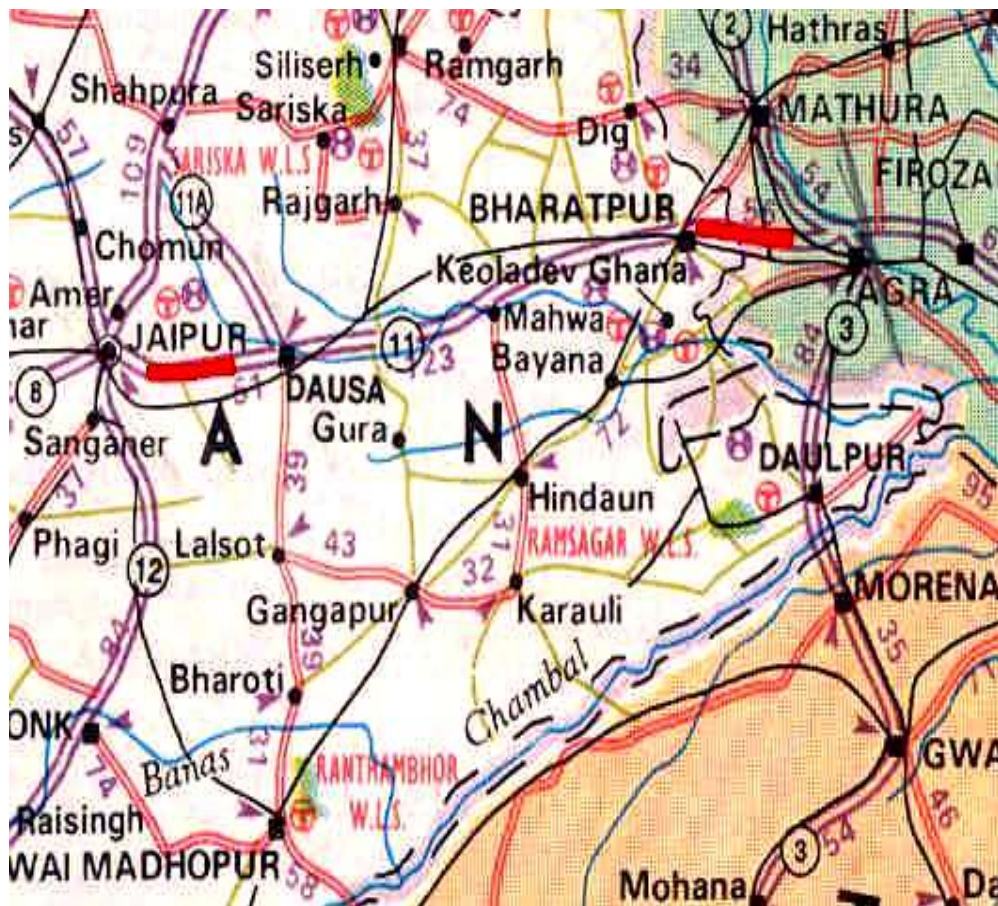 2
Hathras
Siliserh
Ramgarh
34
Shahpura
Sariska
74
MATHURA
57
Dig
109
SARISKA W.L.S
37
54
FIROZA
11A
Rajgarh
BHARATPUR
Chomun
Keoladev Ghana
Amer
AGRA
JAIPUR
Mahwa
3
11
Bayana
84
8
61
DAUSA
A
Gura
N
72
Sanganer
DAULPUR
37
39
Hindaun
95
Phagi
Lalsot
43
31
RAMSAGAR W.L.S.
12
32
MORENA
Gangapur
Karauli
84
39
35
Bharoti
Chambal
ONK
31
GWA
74
Banas
RANTHAMBHOR
W.L.S.
46
Raisingh
3
54
WAI MADHOPUR
58
Mohana
Da